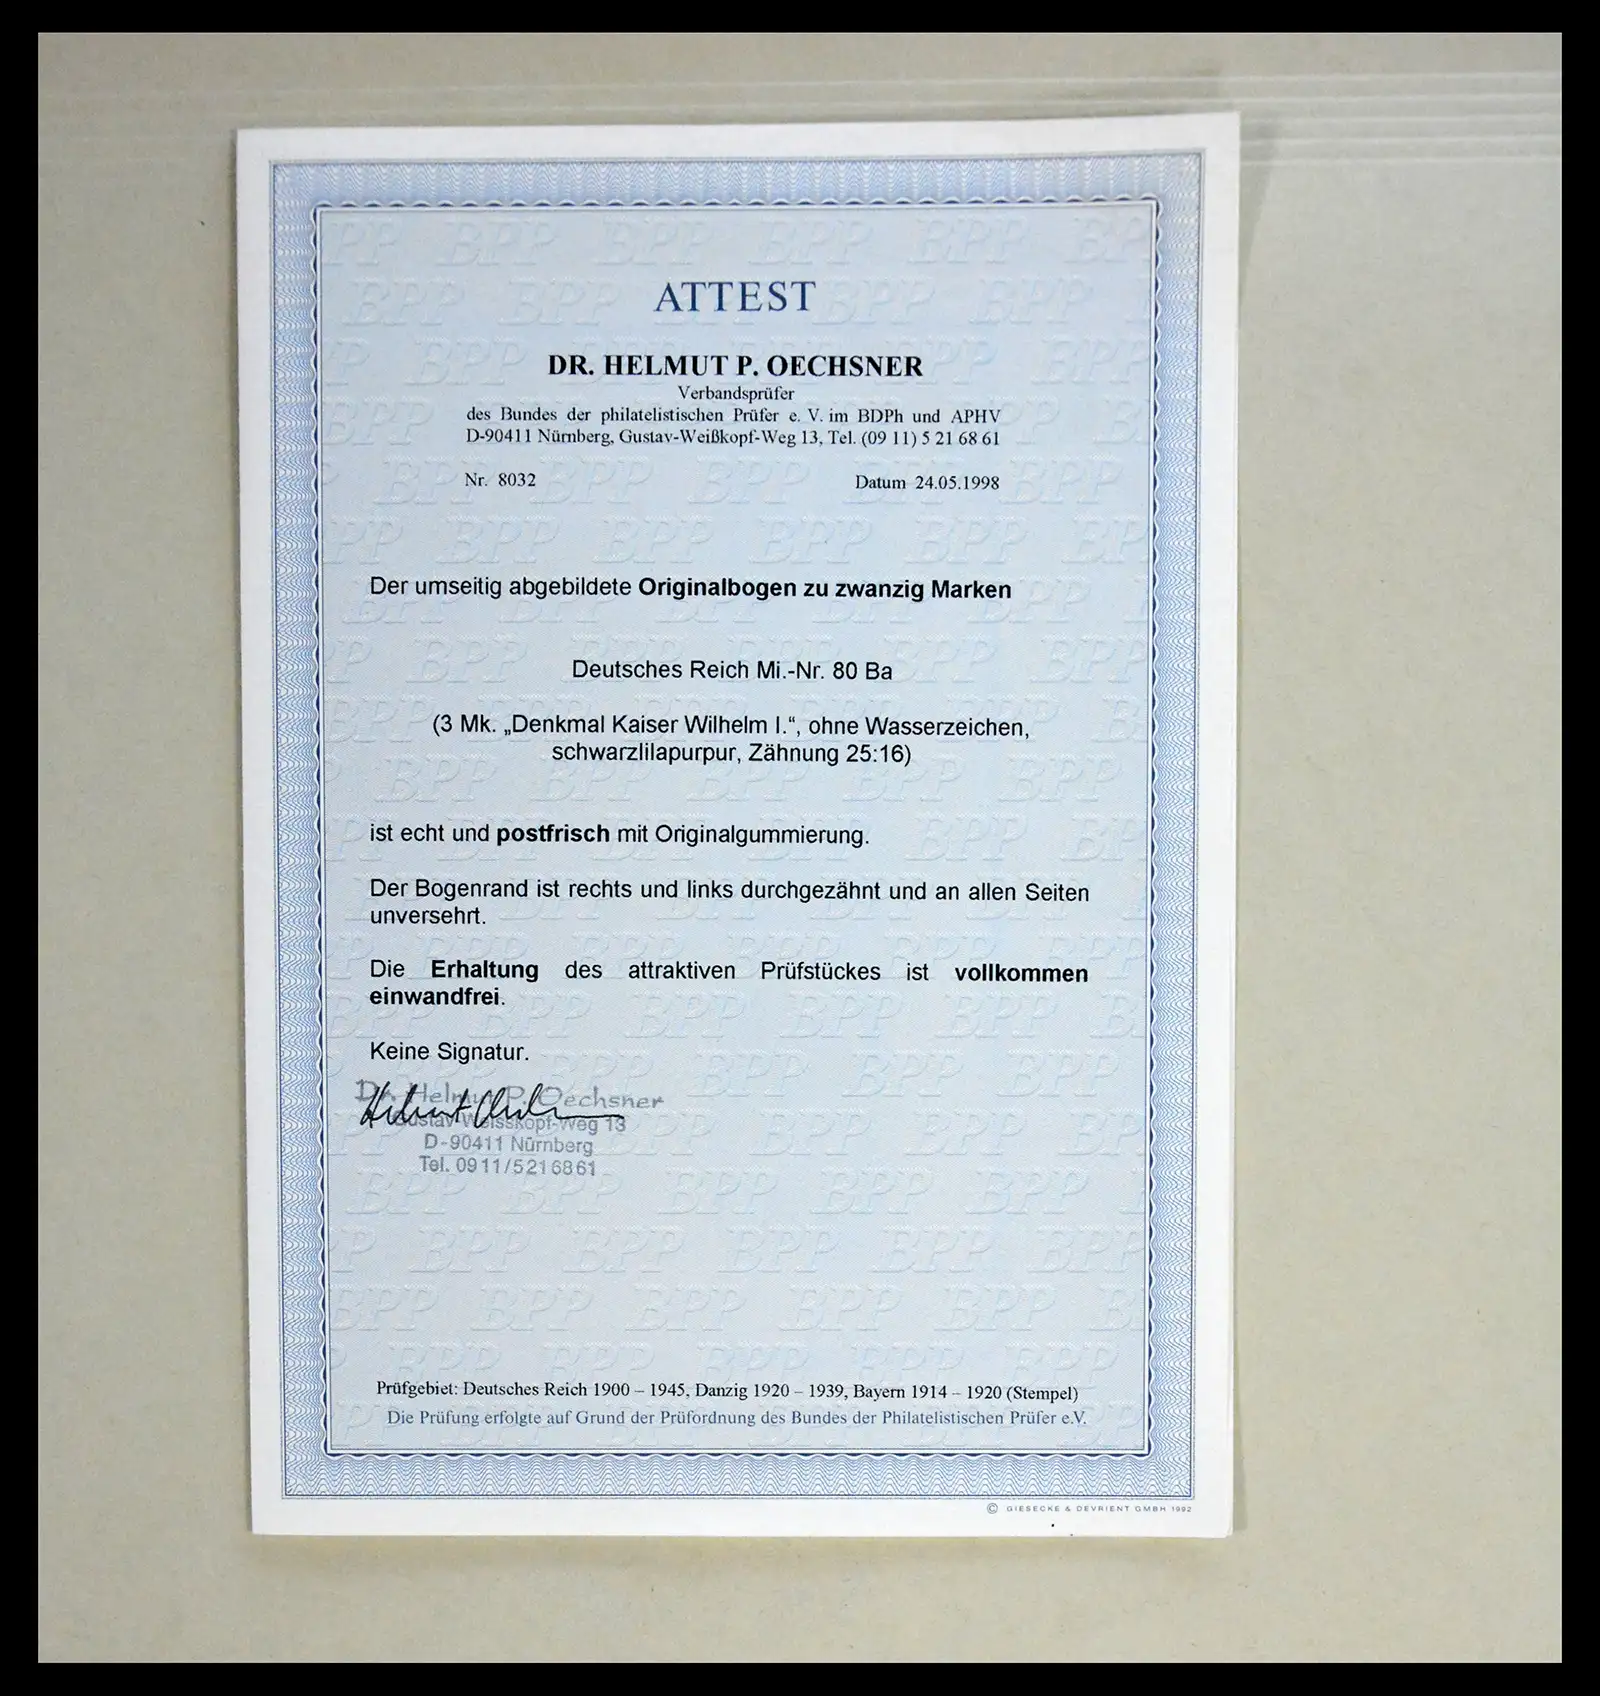 ATTEST
DR. HELMUT P. OECHSNER
Verbandsprüfer
des Bundes der philatelistischen Prüfer e. V. im BDPh und APHV
D-90411 Nürnberg, Gustav-Weißkopf-Weg 13, Tel. (09 11) 5 21 68 61
Nr. 8032 Datum 24.05.1998
Der umseitig abgebildete Originalbogen zu zwanzig Marken
Deutsches Reich Mi.-Nr. 80 Ba
(3 Mk. „Denkmal Kaiser Wilhelm I.“, ohne Wasserzeichen,
schwarzlilapurpur, Zähnung 25:16)
ist echt und postfrisch mit Originalgummierung.
Der Bogenrand ist rechts und links durchgezähnt und an allen Seiten
unversehrt.
Die Erhaltung des attraktiven Prüfstückes ist vollkommen
einwandfrei.
Keine Signatur.
Dr. Helmut P. Oechsner
Gustav-Weisskopf-Weg 13
D-90411 Nürnberg
Tel. 0911/5216861
Prüfgebiet: Deutsches Reich 1900 – 1945, Danzig 1920 – 1939, Bayern 1914 – 1920 (Stempel)
Die Prüfung erfolgte auf Grund der Prüfordnung des Bundes der Philatelistischen Prüfer e.V.
© GIESECKE & DEVRIENT GMBH 1992